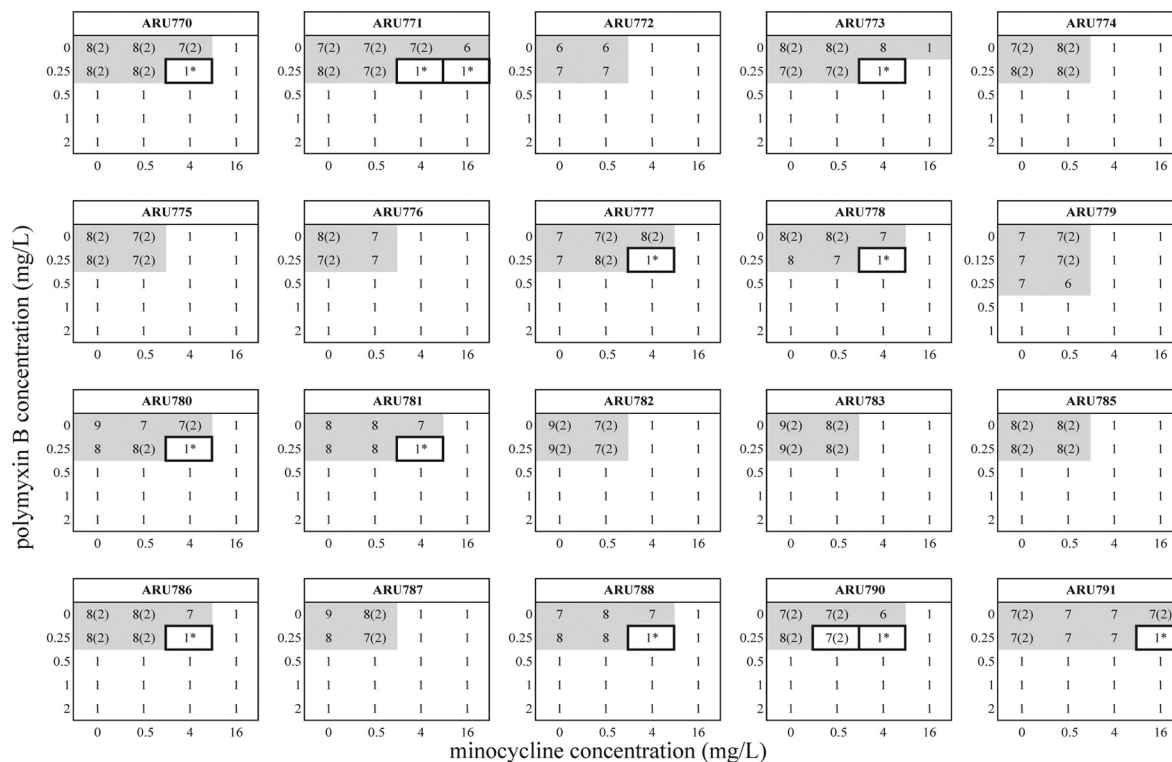 ARU770 ARU771 ARU772 ARU773 ARU774
0 8(2) 8(2) 7(2) 1 0 7(2) 7(2) 7(2) 6 0 6 6 1 1 0 8(2) 8(2) 8 1 0 7(2) 8(2) 1 1
0.25 8(2) 8(2) 1* 1 0.25 8(2) 7(2) 1* 1* 0.25 7 7 1 1 0.25 7(2) 7(2) 1* 1 0.25 8(2) 8(2) 1 1
0.5 1 1 1 1 0.5 1 1 1 1 0.5 1 1 1 1 0.5 1 1 1 1 0.5 1 1 1 1
1 1 1 1 1 1 1 1 1 1 1 1 1 1 1 1 1 1 1 1 1 1 1 1 1
2 1 1 1 1 2 1 1 1 1 2 1 1 1 1 2 1 1 1 1 2 1 1 1 1
0 0.5 4 16 0 0.5 4 16 0 0.5 4 16 0 0.5 4 16 0 0.5 4 16
ARU775 ARU776 ARU777 ARU778 ARU779
0 8(2) 7(2) 1 1 0 8(2) 7 1 1 0 7 7(2) 8(2) 1 0 8(2) 8(2) 7 1 0 7 7(2) 1 1
0.25 8(2) 7(2) 1 1 0.25 7(2) 7 1 1 0.25 7 8(2) 1* 1 0.25 8 7 1* 1 0.125 7 7(2) 1 1
0.5 1 1 1 1 0.5 1 1 1 1 0.5 1 1 1 1 0.5 1 1 1 1 0.25 7 6 1 1
1 1 1 1 1 1 1 1 1 1 1 1 1 1 1 1 1 1 1 1 0.5 1 1 1 1
2 1 1 1 1 2 1 1 1 1 2 1 1 1 1 2 1 1 1 1 1 1 1 1 1
0 0.5 4 16 0 0.5 4 16 0 0.5 4 16 0 0.5 4 16 0 0.5 4 16
polymyxin B concentration (mg/L)
ARU780 ARU781 ARU782 ARU783 ARU785
0 9 7 7(2) 1 0 8 8 7 1 0 9(2) 7(2) 1 1 0 9(2) 8(2) 1 1 0 8(2) 8(2) 1 1
0.25 8 8(2) 1* 1 0.25 8 8 1* 1 0.25 9(2) 7(2) 1 1 0.25 9(2) 8(2) 1 1 0.25 8(2) 8(2) 1 1
0.5 1 1 1 1 0.5 1 1 1 1 0.5 1 1 1 1 0.5 1 1 1 1 0.5 1 1 1 1
1 1 1 1 1 1 1 1 1 1 1 1 1 1 1 1 1 1 1 1 1 1 1 1 1
2 1 1 1 1 2 1 1 1 1 2 1 1 1 1 2 1 1 1 1 2 1 1 1 1
0 0.5 4 16 0 0.5 4 16 0 0.5 4 16 0 0.5 4 16 0 0.5 4 16
ARU786 ARU787 ARU788 ARU790 ARU791
0 8(2) 8(2) 7 1 0 9 8(2) 1 1 0 7 8 7 1 0 7(2) 7(2) 6 1 0 7(2) 7 7 7(2)
0.25 8(2) 8(2) 1* 1 0.25 8 7(2) 1 1 0.25 8 8 1* 1 0.25 8(2) 7(2) 1* 1 0.25 7(2) 7 7 1*
0.5 1 1 1 1 0.5 1 1 1 1 0.5 1 1 1 1 0.5 1 1 1 1 0.5 1 1 1 1
1 1 1 1 1 1 1 1 1 1 1 1 1 1 1 1 1 1 1 1 1 1 1 1 1
2 1 1 1 1 2 1 1 1 1 2 1 1 1 1 2 1 1 1 1 2 1 1 1 1
0 0.5 4 16 0 0.5 4 16 0 0.5 4 16 0 0.5 4 16 0 0.5 4 16
minocycline concentration (mg/L)